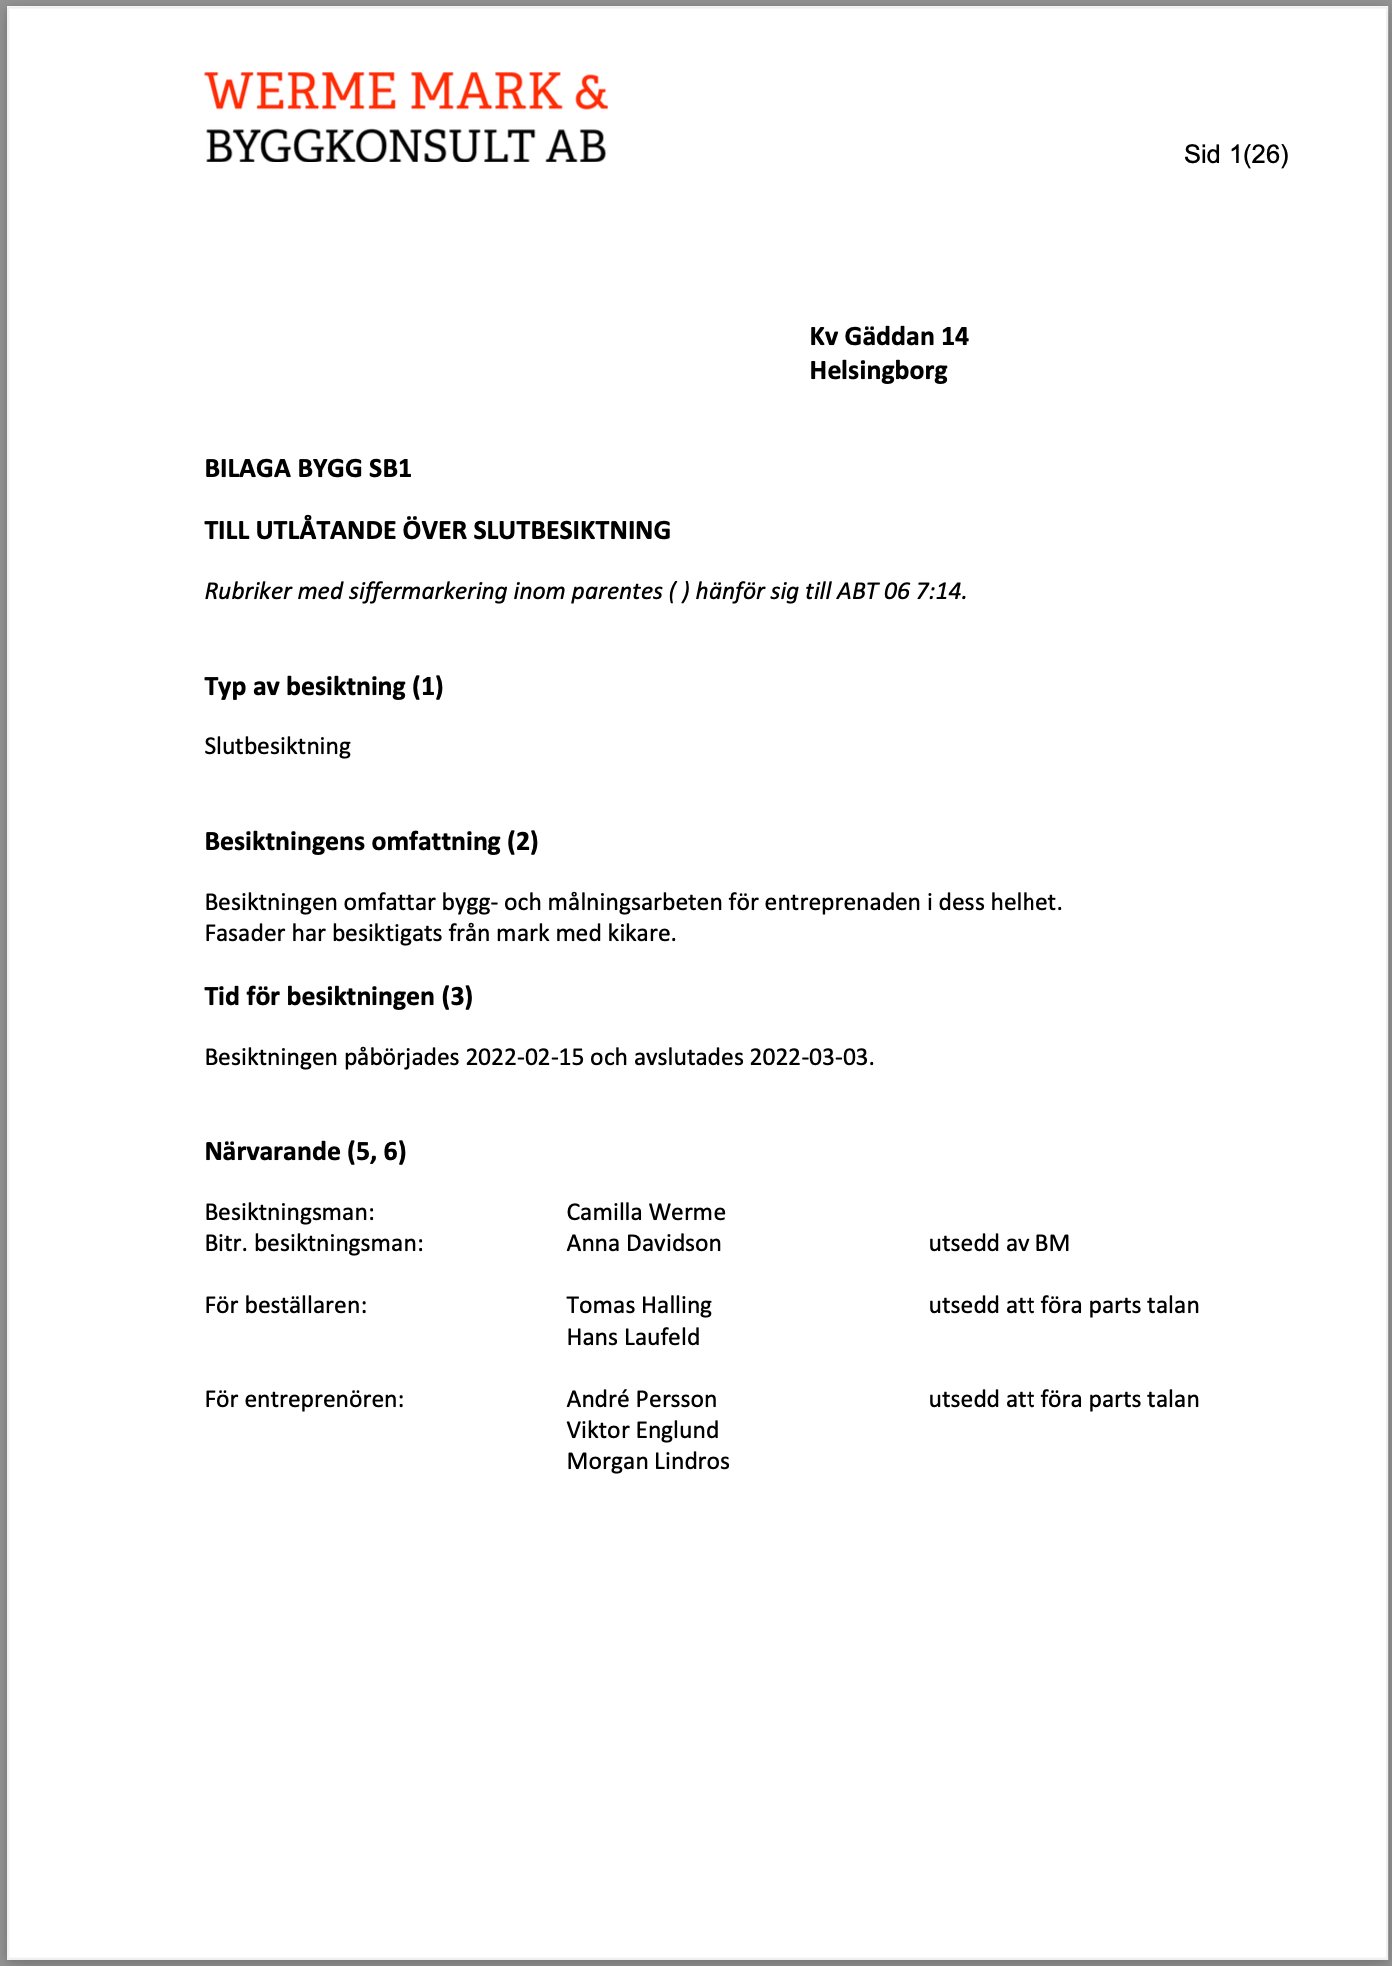 WERME MARK &
BYGGKONSULT AB
Sid 1(26)
Kv Gäddan 14
Helsingborg
BILAGA BYGG SB1
TILL UTLÅTANDE ÖVER SLUTBESIKTNING
Rubriker med siffermarkering inom parentes ( ) hänför sig till ABT 06 7:14.
Typ av besiktning (1)
Slutbesiktning
Besiktningens omfattning (2)
Besiktningen omfattar bygg- och målningsarbeten för entreprenaden i dess helhet.
Fasader har besiktigats från mark med kikare.
Tid för besiktningen (3)
Besiktningen påbörjades 2022-02-15 och avslutades 2022-03-03.
Närvarande (5, 6)
Besiktningsman: Camilla Werme
Bitr. besiktningsman: Anna Davidson utsedd av BM
För beställaren: Tomas Halling utsedd att föra parts talan
Hans Laufeld
För entreprenören: André Persson utsedd att föra parts talan
Viktor Englund
Morgan Lindros